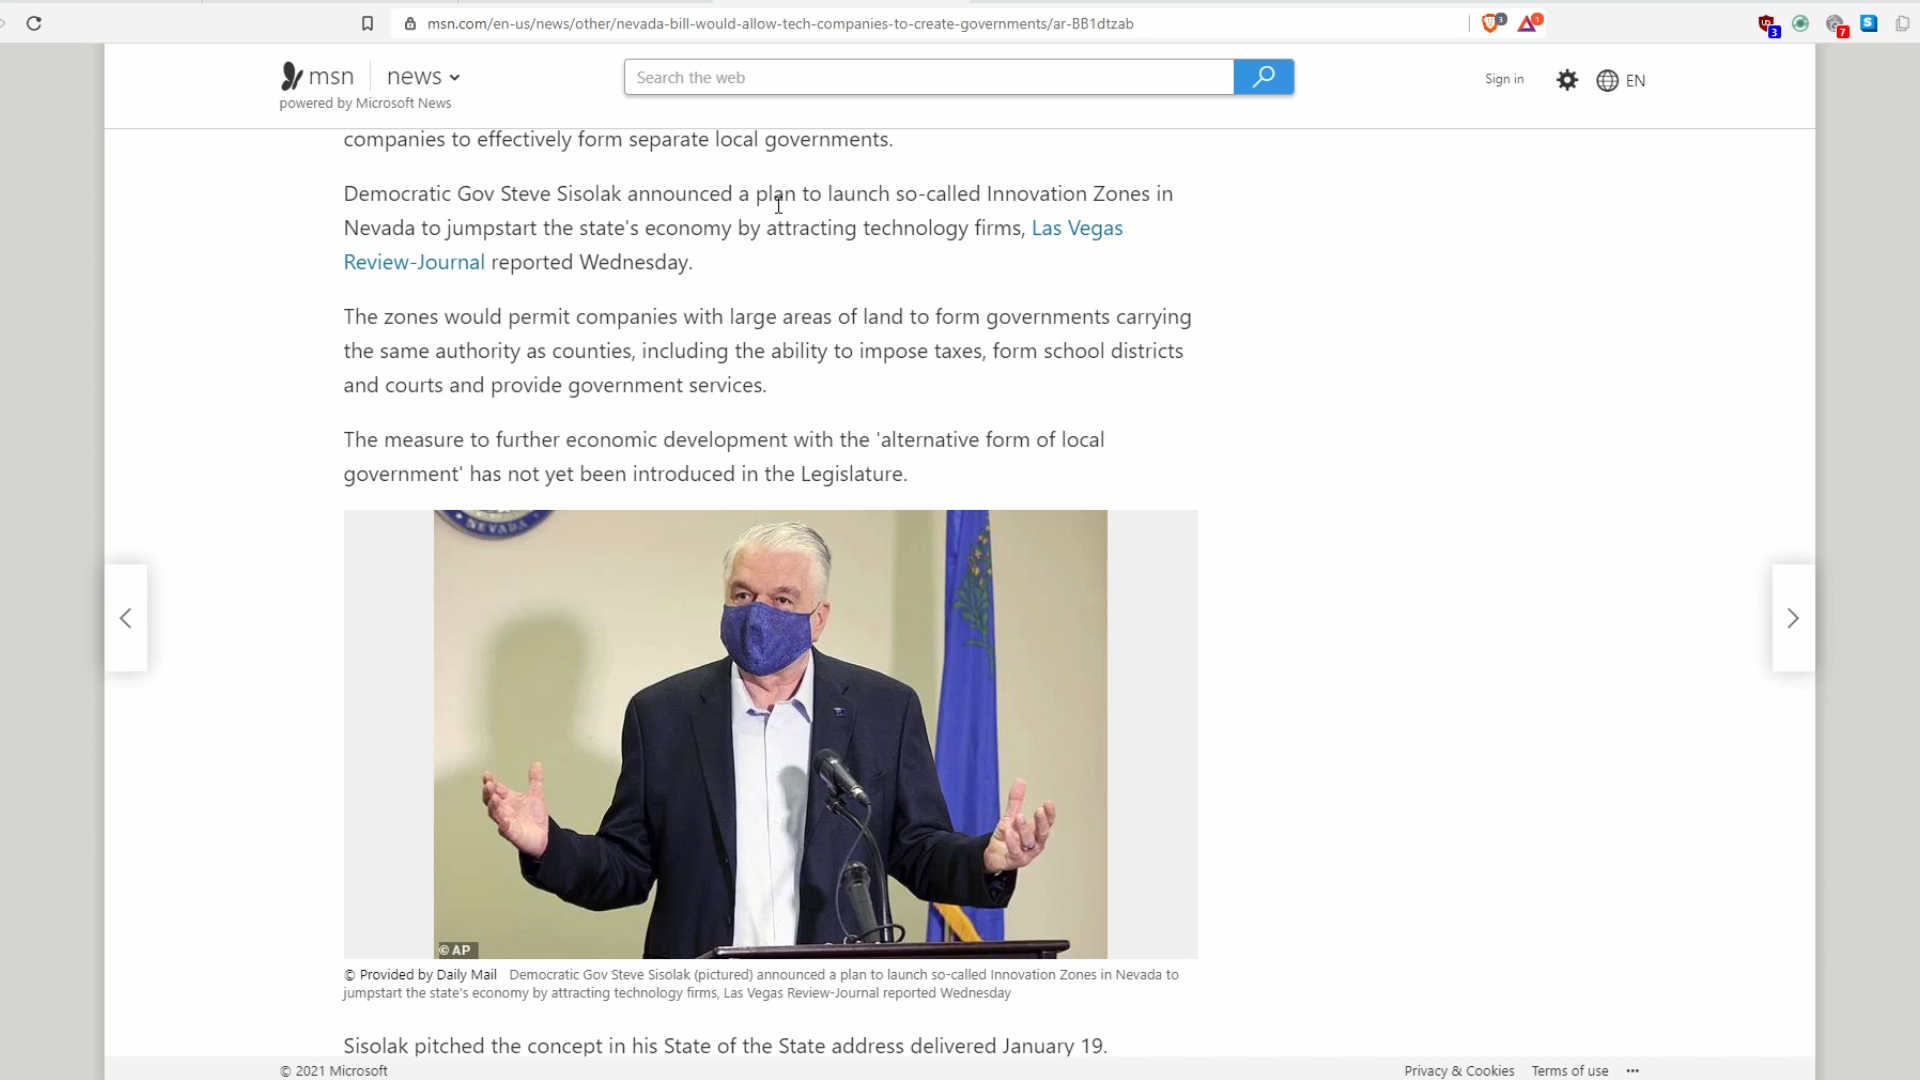 msn.com/en-us/news/other/nevada-bill-would-allow-tech-companies-to-create-governments/ar-BB1dtzab
3
1
3
7
S
msn news
powered by Microsoft News
Search the web
Sign in
EN
companies to effectively form separate local governments.
Democratic Gov Steve Sisolak announced a plan to launch so-called Innovation Zones in
Nevada to jumpstart the state's economy by attracting technology firms, Las Vegas
Review-Journal reported Wednesday.
The zones would permit companies with large areas of land to form governments carrying
the same authority as counties, including the ability to impose taxes, form school districts
and courts and provide government services.
The measure to further economic development with the 'alternative form of local
government' has not yet been introduced in the Legislature.
NEVADA
© AP
© Provided by Daily Mail Democratic Gov Steve Sisolak (pictured) announced a plan to launch so-called Innovation Zones in Nevada to
jumpstart the state's economy by attracting technology firms, Las Vegas Review-Journal reported Wednesday
Sisolak pitched the concept in his State of the State address delivered January 19.
© 2021 Microsoft
Privacy & Cookies Terms of use ...